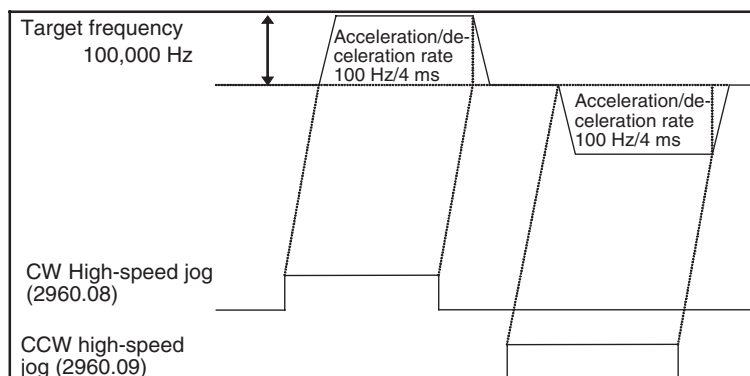 Target frequency
100,000 Hz
Acceleration/de-
celeration rate
100 Hz/4 ms
Acceleration/de-
celeration rate
100 Hz/4 ms
CW High-speed jog
(2960.08)
CCW high-speed
jog (2960.09)